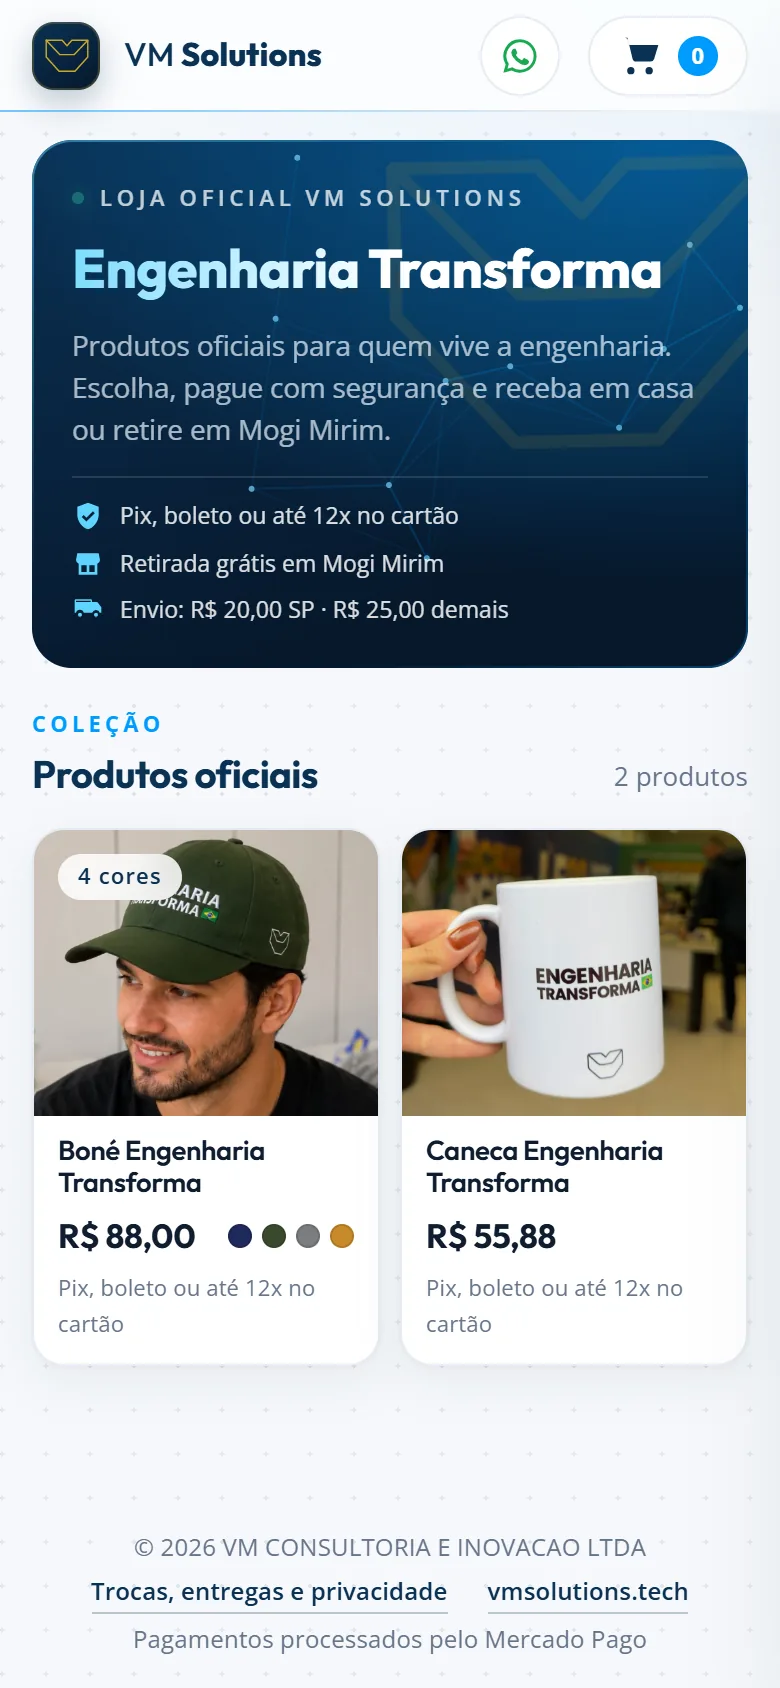 VM Solutions
0
LOJA OFICIAL VM SOLUTIONS
Engenharia Transforma
Produtos oficiais para quem vive a engenharia.
Escolha, pague com segurança e receba em casa
ou retire em Mogi Mirim.
Pix, boleto ou até 12x no cartão
Retirada grátis em Mogi Mirim
Envio: R$ 20,00 SP · R$ 25,00 demais
COLEÇÃO
Produtos oficiais
2 produtos
4 cores
ENGENHARIA
TRANSFORMA
Boné Engenharia
Transforma
R$ 88,00
Pix, boleto ou até 12x no
cartão
Caneca Engenharia
Transforma
R$ 55,88
Pix, boleto ou até 12x no
cartão
© 2026 VM CONSULTORIA E INOVACAO LTDA
Trocas, entregas e privacidade
vmsolutions.tech
Pagamentos processados pelo Mercado Pago